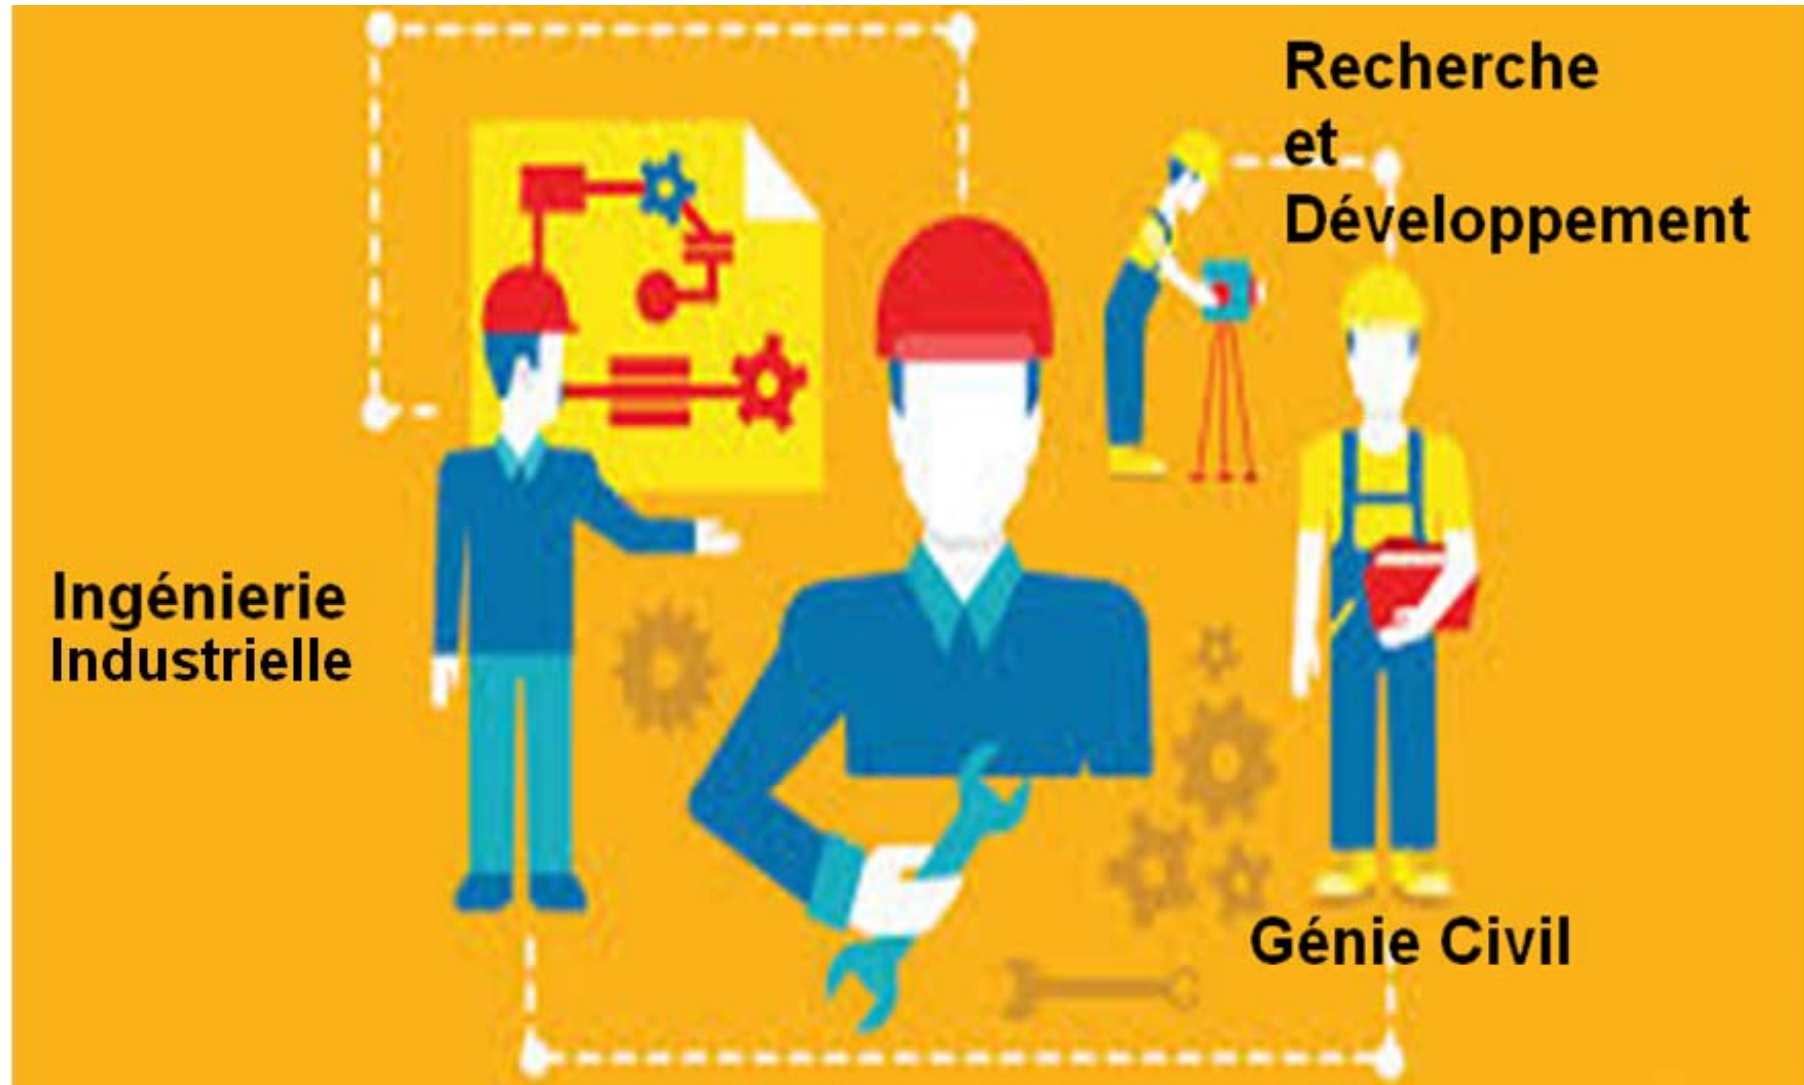 Recherche
et
Développement
Ingénierie
Industrielle
Génie Civil